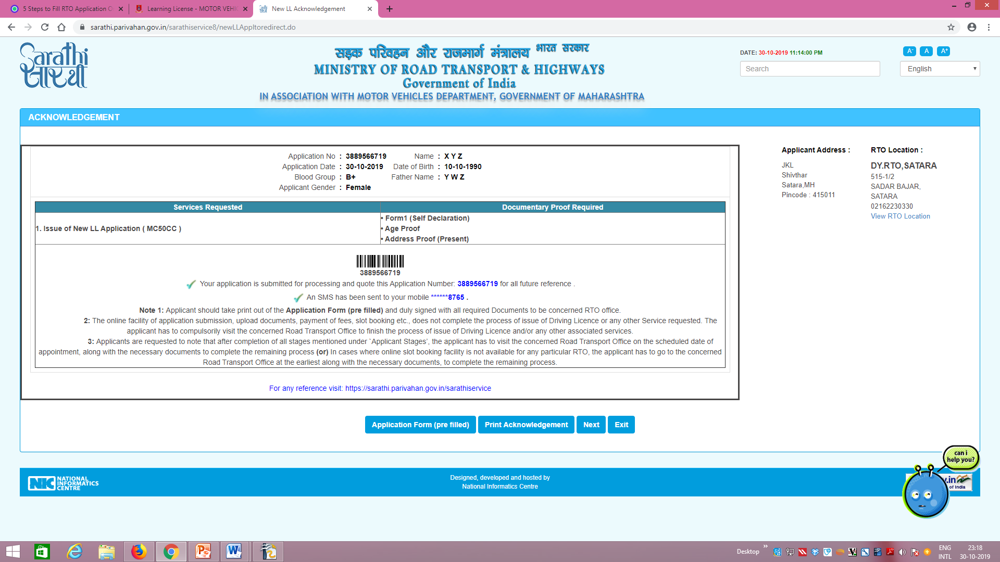 5 Steps to Fill RTO Application O
Learning License - MOTOR VEHIC
New LL Acknowledgement
sarathi.parivahan.gov.in/sarathiservice8/newLLAppltoredirect.do
Sarathi
सारथी
सड़क परिवहन और राजमार्ग मंत्रालय भारत सरकार
MINISTRY OF ROAD TRANSPORT & HIGHWAYS
Government of India
IN ASSOCIATION WITH MOTOR VEHICLES DEPARTMENT, GOVERNMENT OF MAHARASHTRA
DATE: 30-10-2019 11:14:00 PM
A- A A+
Search
English
ACKNOWLEDGEMENT
Application No : 3889566719 Name : X Y Z
Application Date : 30-10-2019 Date of Birth : 10-10-1990
Blood Group : B+ Father Name : Y W Z
Applicant Gender : Female
Services Requested Documentary Proof Required
1. Issue of New LL Application ( MC50CC )
• Form1 (Self Declaration)
• Age Proof
• Address Proof (Present)
3889566719
Your application is submitted for processing and quote this Application Number: 3889566719 for all future reference .
An SMS has been sent to your mobile ******8765 .
Note 1: Applicant should take print out of the Application Form (pre filled) and duly signed with all required Documents to be concerned RTO office.
2: The online facility of application submission, upload documents, payment of fees, slot booking etc., does not complete the process of issue of Driving Licence or any other Service requested. The
applicant has to compulsorily visit the concerned Road Transport Office to finish the process of issue of Driving Licence and/or any other associated services.
3: Applicants are requested to note that after completion of all stages mentioned under `Applicant Stages’, the applicant has to visit the concerned Road Transport Office on the scheduled date of
appointment, along with the necessary documents to complete the remaining process (or) In cases where online slot booking facility is not available for any particular RTO, the applicant has to go to the concerned
Road Transport Office at the earliest along with the necessary documents, to complete the remaining process.
For any reference visit: https://sarathi.parivahan.gov.in/sarathiservice
Applicant Address :
JKL
Shivthar
Satara,MH
Pincode : 415011
RTO Location :
DY.RTO,SATARA
515-1/2
SADAR BAJAR,
SATARA
02162230330
View RTO Location
Application Form (pre filled) Print Acknowledgement Next Exit
can i
help you?
NIC NATIONAL
INFORMATICS
CENTRE
Designed, developed and hosted by
National Informatics Centre
.in
of India
Desktop
ENG
INTL
23:18
30-10-2019